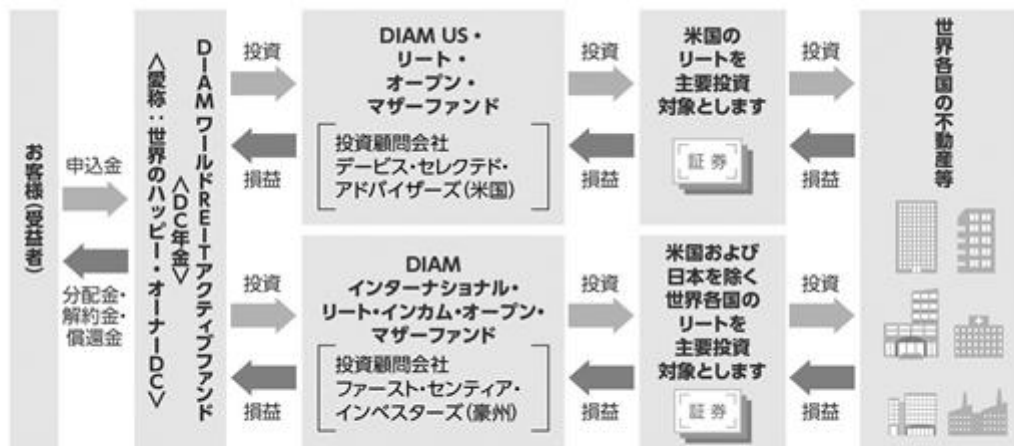 お客様(受益者)
申込金
分配金・
解約金・
償還金
DIAMワールドREITアクティブファンド
<DC年金>
<愛称:世界のハッピー・オーナーDC>
投資
損益
DIAM US・
リート・
オープン・
マザーファンド
投資顧問会社
デービス・セレクテド・
アドバイザーズ(米国)
投資
損益
米国の
リートを
主要投資
対象とします
証券
投資
損益
投資
損益
DIAM
インターナショナル・
リート・インカム・オープン・
マザーファンド
投資顧問会社
ファースト・センティア・
インベスターズ(豪州)
投資
損益
米国および
日本を除く
世界各国の
リートを
主要投資
対象とします
証券
投資
損益
世界各国の不動産等